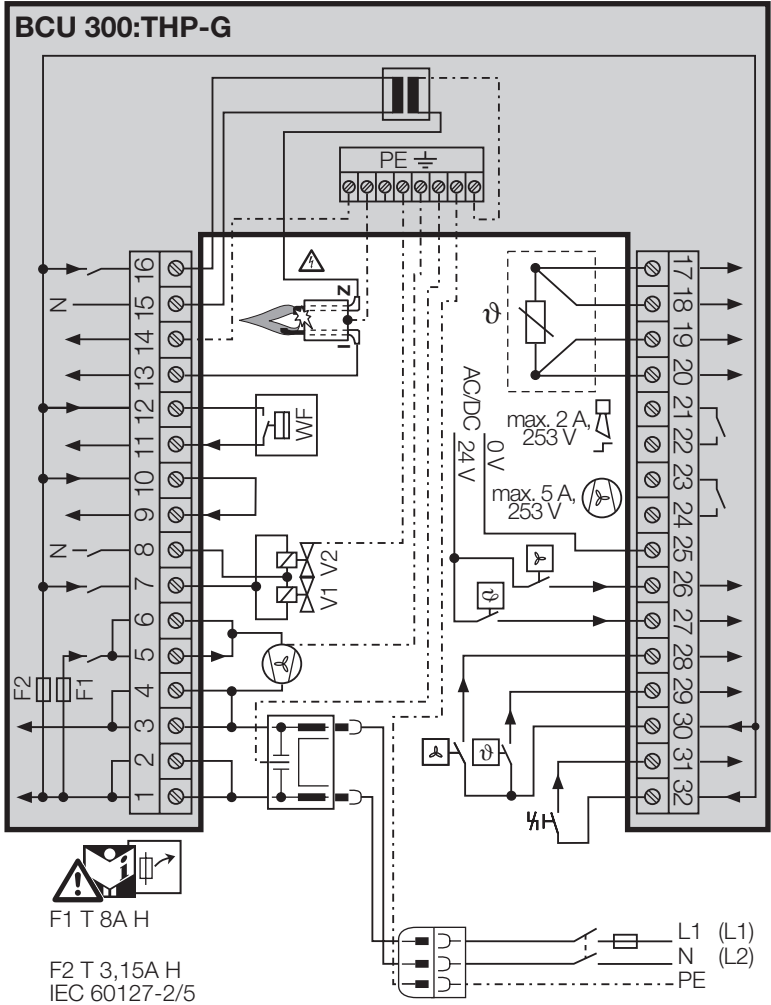 BCU 300:THP-G
PE
16
15
14
13
12
11
10
9
8
7
6
5
4
3
2
1
N
N
F2
F1
Z
I
WF
V2
V1
ϑ
AC/DC
24 V
0 V
max. 2 A,
253 V
max. 5 A,
253 V
ϑ
ϑ
17
18
19
20
21
22
23
24
25
26
27
28
29
30
31
32
i
F1 T 8A H
F2 T 3,15A H
IEC 60127-2/5
L1 (L1)
N (L2)
PE